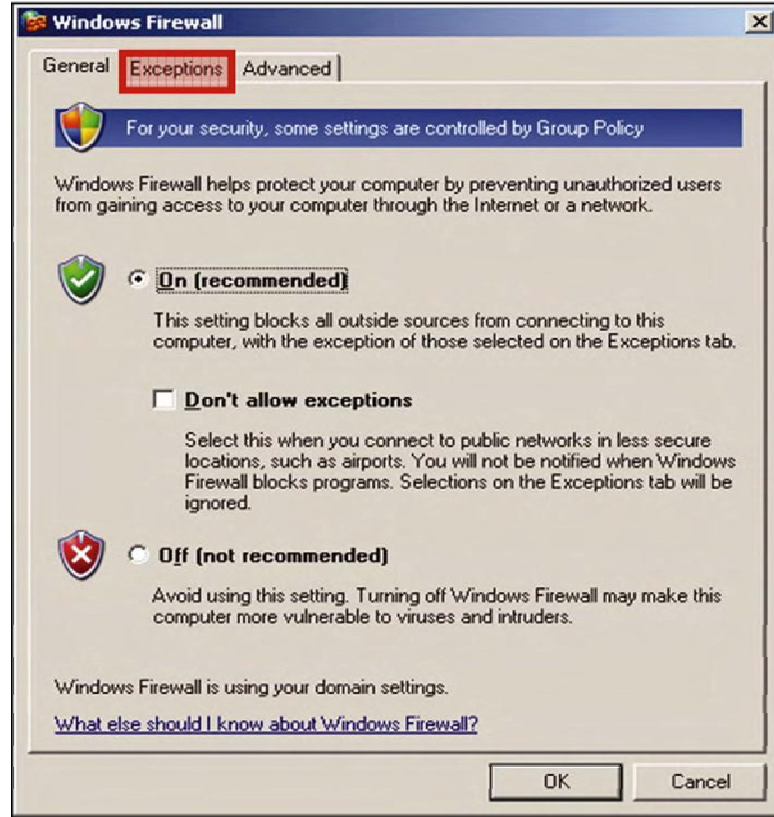 Windows Firewall
General Exceptions Advanced
For your security, some settings are controlled by Group Policy
Windows Firewall helps protect your computer by preventing unauthorized users
from gaining access to your computer through the Internet or a network.
On (recommended)
This setting blocks all outside sources from connecting to this
computer, with the exception of those selected on the Exceptions tab.
Don't allow exceptions
Select this when you connect to public networks in less secure
locations, such as airports. You will not be notified when Windows
Firewall blocks programs. Selections on the Exceptions tab will be
ignored.
Off (not recommended)
Avoid using this setting. Turning off Windows Firewall may make this
computer more vulnerable to viruses and intruders.
Windows Firewall is using your domain settings.
What else should I know about Windows Firewall?
OK Cancel